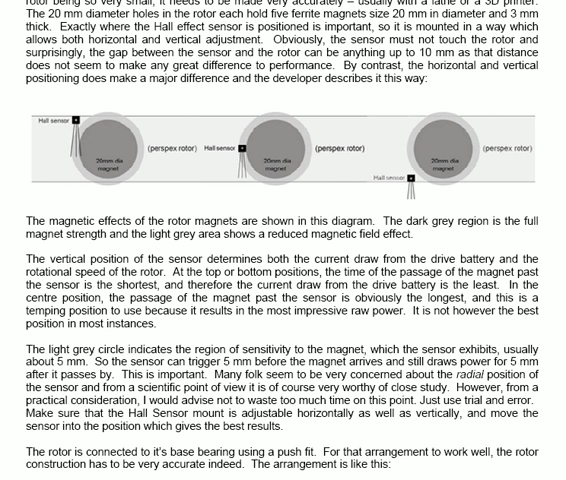 rotor being so very small, it needs to be made very accurately – usually with a lathe or a 3D printer.
The 20 mm diameter holes in the rotor each hold five ferrite magnets size 20 mm in diameter and 3 mm
thick. Exactly where the Hall effect sensor is positioned is important, so it is mounted in a way which
allows both horizontal and vertical adjustment. Obviously, the sensor must not touch the rotor and
surprisingly, the gap between the sensor and the rotor can be anything up to 10 mm as that distance
does not seem to make any great difference to performance. By contrast, the horizontal and vertical
positioning does make a major difference and the developer describes it this way:
Hall sensor
20mm dia
magnet
(perspex rotor)
Hall sensor
20mm dia
magnet
(perspex rotor)
Hall sensor
20mm dia
magnet
(perspex rotor)
The magnetic effects of the rotor magnets are shown in this diagram. The dark grey region is the full
magnet strength and the light grey area shows a reduced magnetic field effect.
The vertical position of the sensor determines both the current draw from the drive battery and the
rotational speed of the rotor. At the top or bottom positions, the time of the passage of the magnet past
the sensor is the shortest, and therefore the current draw from the drive battery is the least. In the
centre position, the passage of the magnet past the sensor is obviously the longest, and this is a
temping position to use because it results in the most impressive raw power. It is not however the best
position in most instances.
The light grey circle indicates the region of sensitivity to the magnet, which the sensor exhibits, usually
about 5 mm. So the sensor can trigger 5 mm before the magnet arrives and still draws power for 5 mm
after it passes by. This is important. Many folk seem to be very concerned about the radial position of
the sensor and from a scientific point of view it is of course very worthy of close study. However, from a
practical consideration, I would advise not to waste too much time on this point. Just use trial and error.
Make sure that the Hall Sensor mount is adjustable horizontally as well as vertically, and move the
sensor into the position which gives the best results.
The rotor is connected to it's base bearing using a push fit. For that arrangement to work well, the rotor
construction has to be very accurate indeed. The arrangement is like this: